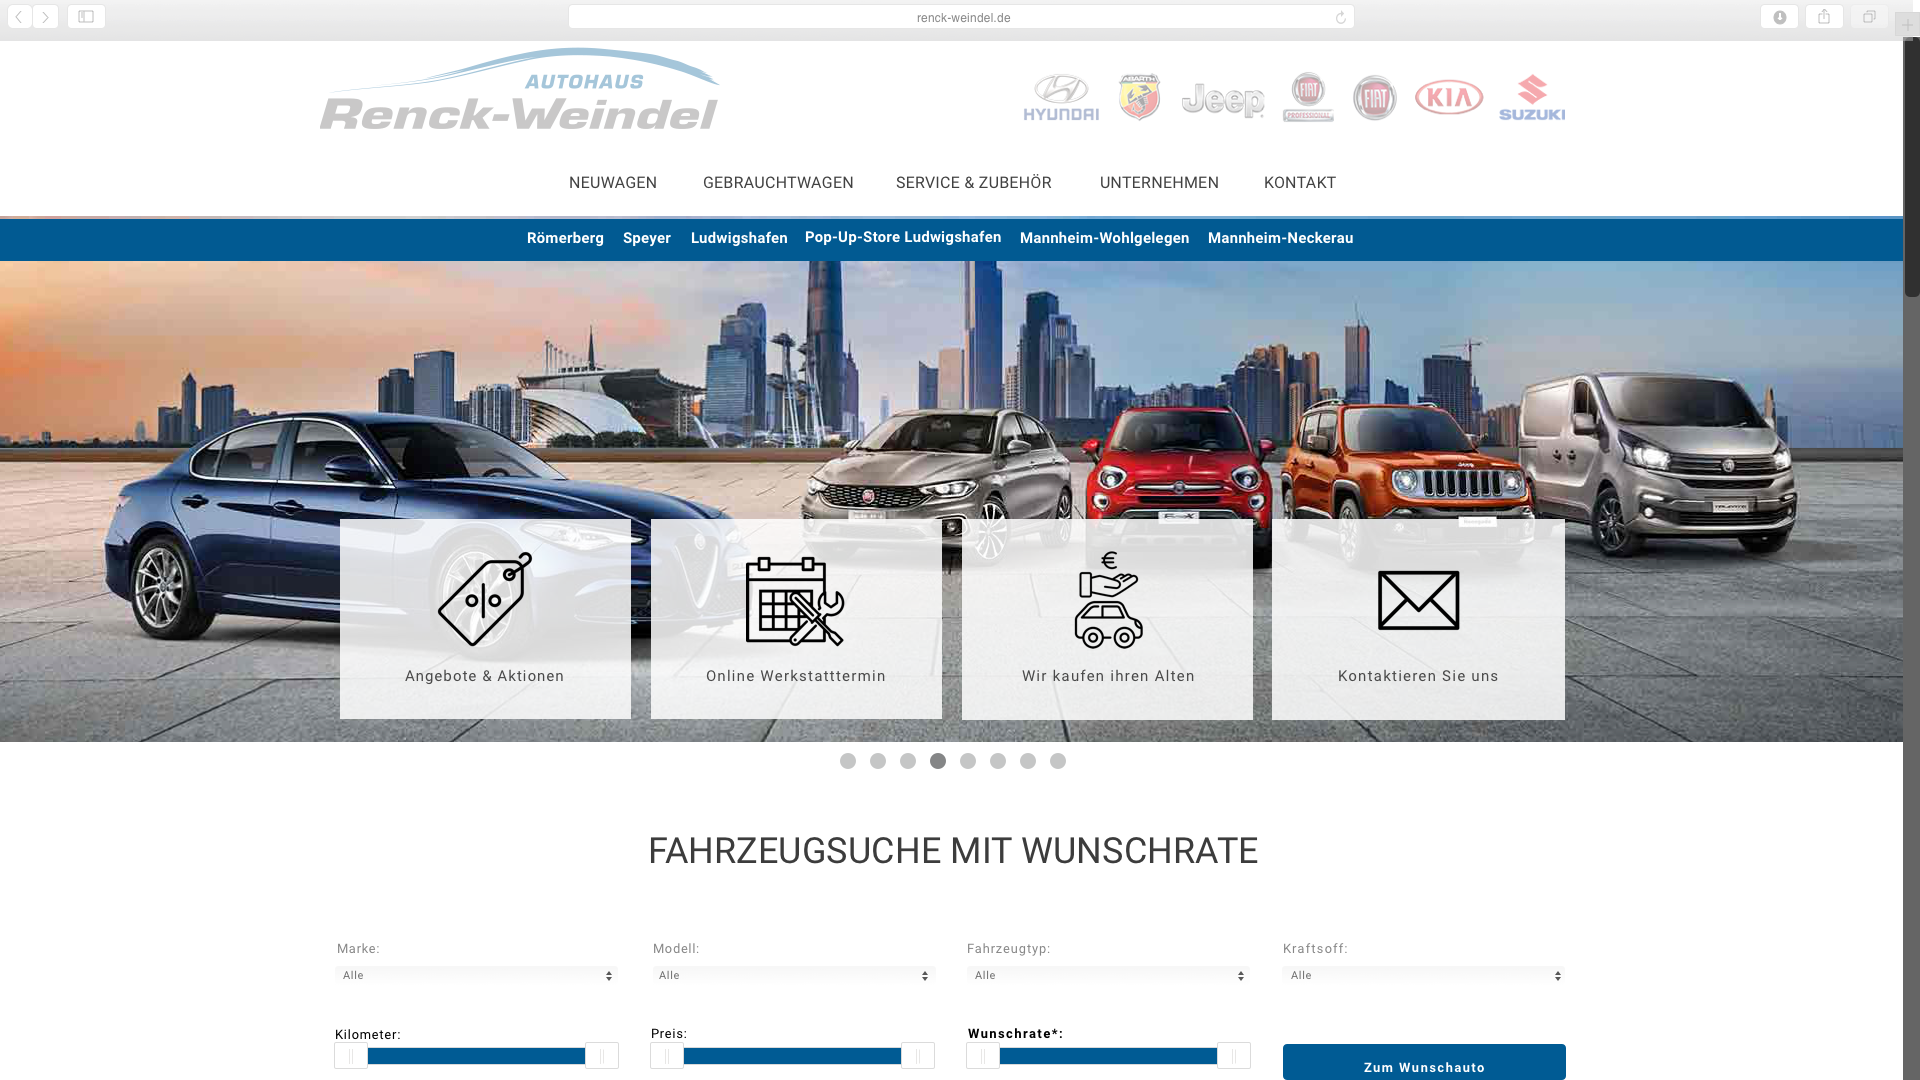 renck-weindel.de
AUTOHAUS
Renck-Weindel
HYUNDAI
ABARTH
Jeep
FIAT
PROFESSIONAL
FIAT
KIA
SUZUKI
NEUWAGEN GEBRAUCHTWAGEN SERVICE & ZUBEHÖR UNTERNEHMEN KONTAKT
Römerberg Speyer Ludwigshafen Pop-Up-Store Ludwigshafen Mannheim-Wohlgelegen Mannheim-Neckerau
Angebote & Aktionen
Online Werkstatttermin
€
Wir kaufen ihren Alten
Kontaktieren Sie uns
FAHRZEUGSUCHE MIT WUNSCHRATE
Marke: Modell: Fahrzeugtyp: Kraftsoff:
Alle Alle Alle Alle
Kilometer: Preis: Wunschrate*:
Zum Wunschauto